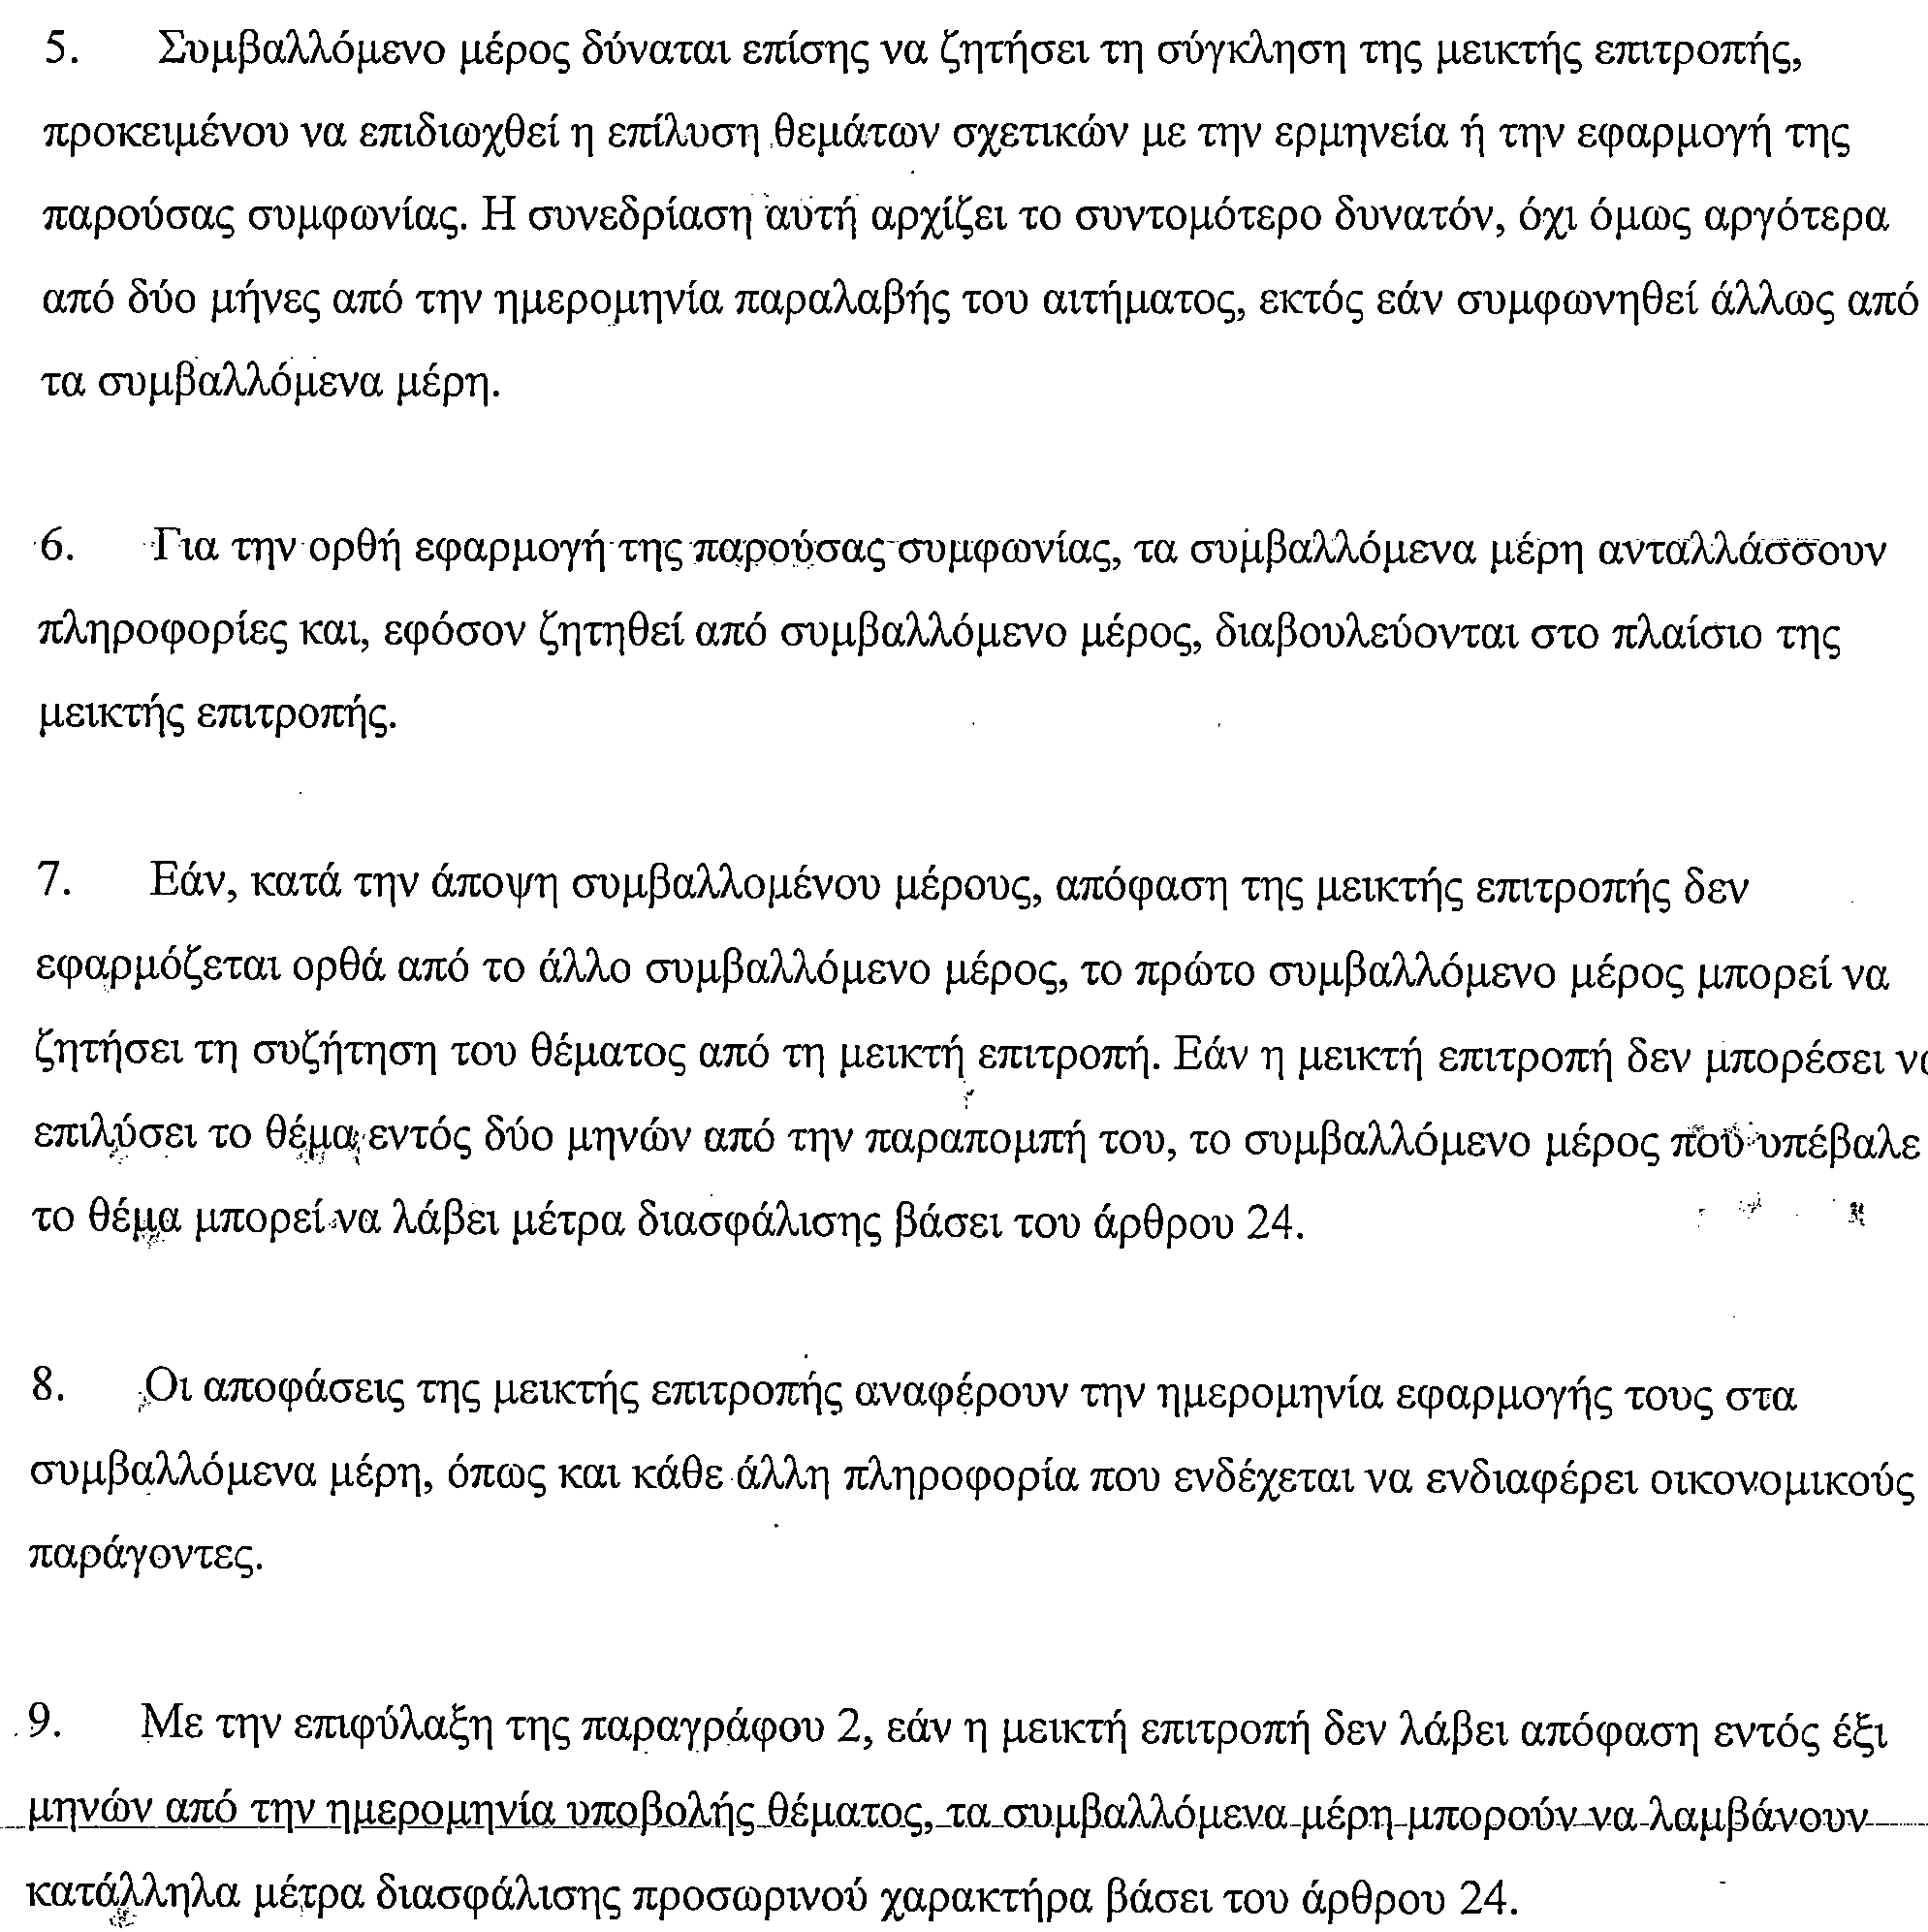 5. Συμβαλλόμενο μέρος δύναται επίσης να ζητήσει τη σύγκληση της μεικτής επιτροπής,
προκειμένου να επιδιωχθεί η επίλυση θεμάτων σχετικών με την ερμηνεία ή την εφαρμογή της
παρούσας συμφωνίας. Η συνεδρίαση αυτή αρχίζει το συντομότερο δυνατόν, όχι όμως αργότερα
από δύο μήνες από την ημερομηνία παραλαβής του αιτήματος, εκτός εάν συμφωνηθεί άλλως από
τα συμβαλλόμενα μέρη.
6. Για την ορθή εφαρμογή της παρούσας συμφωνίας, τα συμβαλλόμενα μέρη ανταλλάσσουν
πληροφορίες και, εφόσον ζητηθεί από συμβαλλόμενο μέρος, διαβουλεύονται στο πλαίσιο της
μεικτής επιτροπής.
7. Εάν, κατά την άποψη συμβαλλομένου μέρους, απόφαση της μεικτής επιτροπής δεν
εφαρμόζεται ορθά από το άλλο συμβαλλόμενο μέρος, το πρώτο συμβαλλόμενο μέρος μπορεί να
ζητήσει τη συζήτηση του θέματος από τη μεικτή επιτροπή. Εάν η μεικτή επιτροπή δεν μπορέσει να
επιλύσει το θέμα εντός δύο μηνών από την παραπομπή του, το συμβαλλόμενο μέρος που υπέβαλε
το θέμα μπορεί να λάβει μέτρα διασφάλισης βάσει του άρθρου 24.
8. Οι αποφάσεις της μεικτής επιτροπής αναφέρουν την ημερομηνία εφαρμογής τους στα
συμβαλλόμενα μέρη, όπως και κάθε άλλη πληροφορία που ενδέχεται να ενδιαφέρει οικονομικούς
παράγοντες.
9. Με την επιφύλαξη της παραγράφου 2, εάν η μεικτή επιτροπή δεν λάβει απόφαση εντός έξι
μηνών από την ημερομηνία υποβολής θέματος, τα συμβαλλόμενα μέρη μπορούν να λαμβάνουν
κατάλληλα μέτρα διασφάλισης προσωρινού χαρακτήρα βάσει του άρθρου 24.